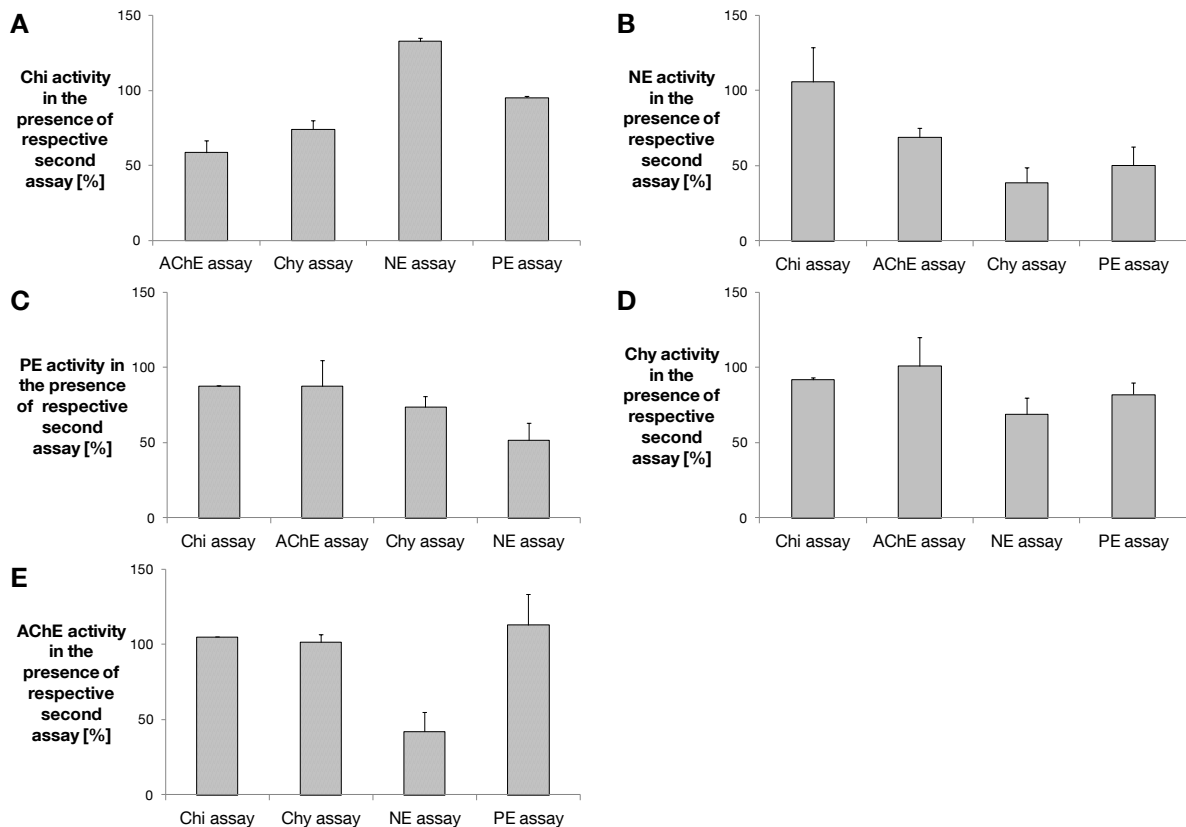 A
Chi activity
in the
presence of
respective
second
assay [%]
150
100
50
0
AChE assay Chy assay NE assay PE assay
B
NE activity
in the
presence of
respective
second
assay [%]
150
100
50
0
Chi assay AChE assay Chy assay PE assay
C
PE activity in
the presence
of respective
second
assay [%]
150
100
50
0
Chi assay AChE assay Chy assay NE assay
D
Chy activity
in the
presence of
respective
second
assay [%]
150
100
50
0
Chi assay AChE assay NE assay PE assay
E
AChE activity
in the
presence of
respective
second
assay [%]
150
100
50
0
Chi assay Chy assay NE assay PE assay